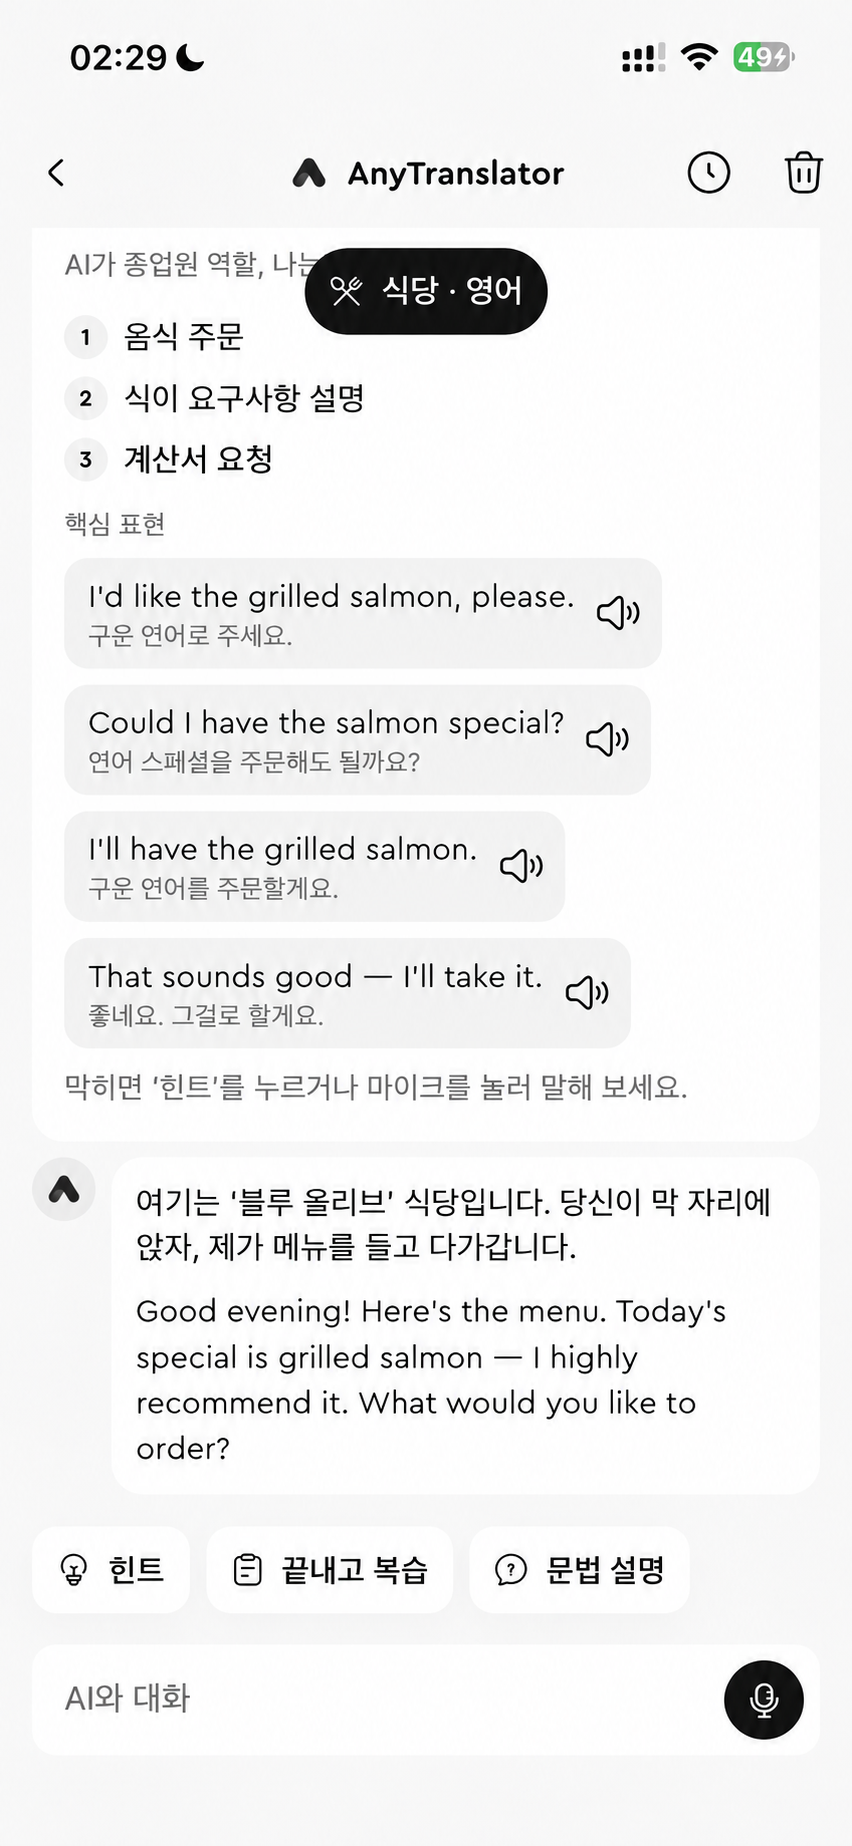 02:29
49
AnyTranslator
AI가 종업원 역할, 나는
식당 · 영어
1 옴식 주문
2 식이 요구사항 설명
3 계산서 요청
핵심 표현
I'd like the grilled salmon, please.
구운 연어로 주세요.
Could I have the salmon special?
연어 스페셜을 주문해도 될까요?
I'll have the grilled salmon.
구운 연어를 주문할게요.
That sounds good — I'll take it.
좋네요. 그걸로 할게요.
막히면 '힌트'를 누르거나 마이크를 눌러 말해 보세요.
여기는 '블루 올리브' 식당입니다. 당신이 막 자리에
앉자, 제가 메뉴를 들고 다가갑니다.
Good evening! Here's the menu. Today's
special is grilled salmon — I highly
recommend it. What would you like to
order?
힌트
끝내고 복습
문법 설명
AI와 대화